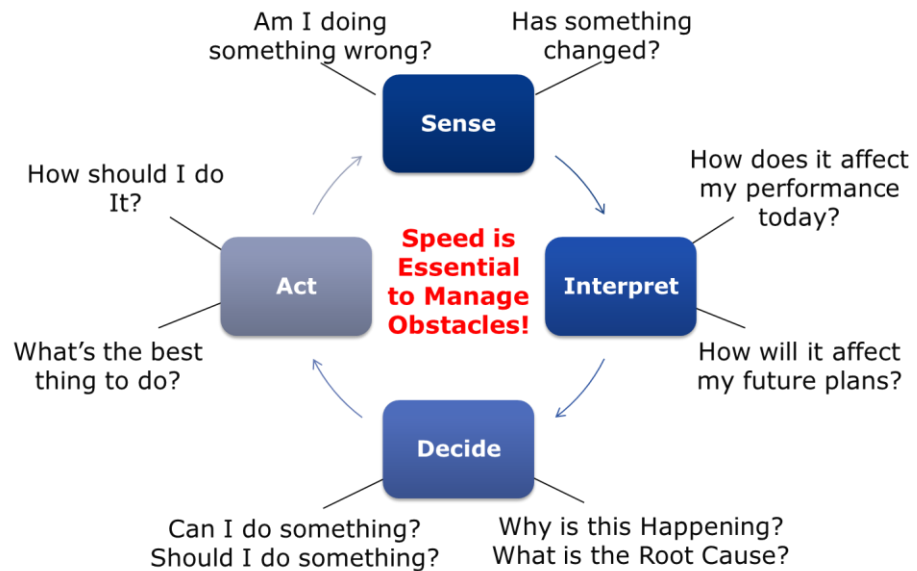 Am I doing
something wrong?
Has something
changed?
Sense
How should I do
It?
How does it affect
my performance
today?
Speed is
Essential
to Manage
Obstacles!
Act
Interpret
What's the best
thing to do?
How will it affect
my future plans?
Decide
Can I do something?
Should I do something?
Why is this Happening?
What is the Root Cause?